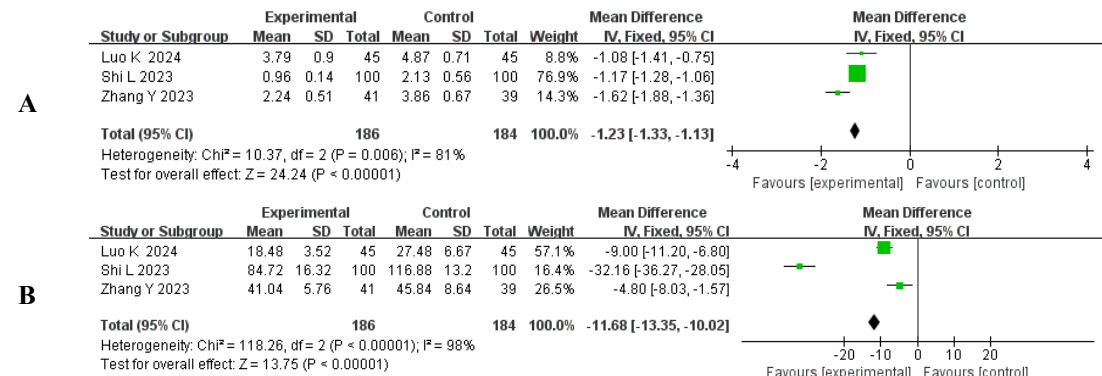 Experimental Control Mean Difference Mean Difference
Study or Subgroup Mean SD Total Mean SD Total Weight IV, Fixed, 95% CI IV, Fixed, 95% CI
Luo K 2024 3.79 0.9 45 4.87 0.71 45 8.8% -1.08 [-1.41, -0.75]
Shi L 2023 0.96 0.14 100 2.13 0.56 100 76.9% -1.17 [-1.28, -1.06]
Zhang Y 2023 2.24 0.51 41 3.86 0.67 39 14.3% -1.62 [-1.88, -1.36]
A
Total (95% CI) 186 184 100.0% -1.23 [-1.33, -1.13]
Heterogeneity: Chi² = 10.37, df = 2 (P = 0.006); I² = 81%
Test for overall effect: Z = 24.24 (P < 0.00001)
-4 -2 0 2 4
Favours [experimental] Favours [control]
Experimental Control Mean Difference Mean Difference
Study or Subgroup Mean SD Total Mean SD Total Weight IV, Fixed, 95% CI IV, Fixed, 95% CI
Luo K 2024 18.48 3.52 45 27.48 6.67 45 57.1% -9.00 [-11.20, -6.80]
Shi L 2023 84.72 16.32 100 116.88 13.2 100 16.4% -32.16 [-36.27, -28.05]
Zhang Y 2023 41.04 5.76 41 45.84 8.64 39 26.5% -4.80 [-8.03, -1.57]
B
Total (95% CI) 186 184 100.0% -11.68 [-13.35, -10.02]
Heterogeneity: Chi² = 118.26, df = 2 (P < 0.00001); I² = 98%
Test for overall effect: Z = 13.75 (P < 0.00001)
-20 -10 0 10 20
Favours [experimental] Favours [control]